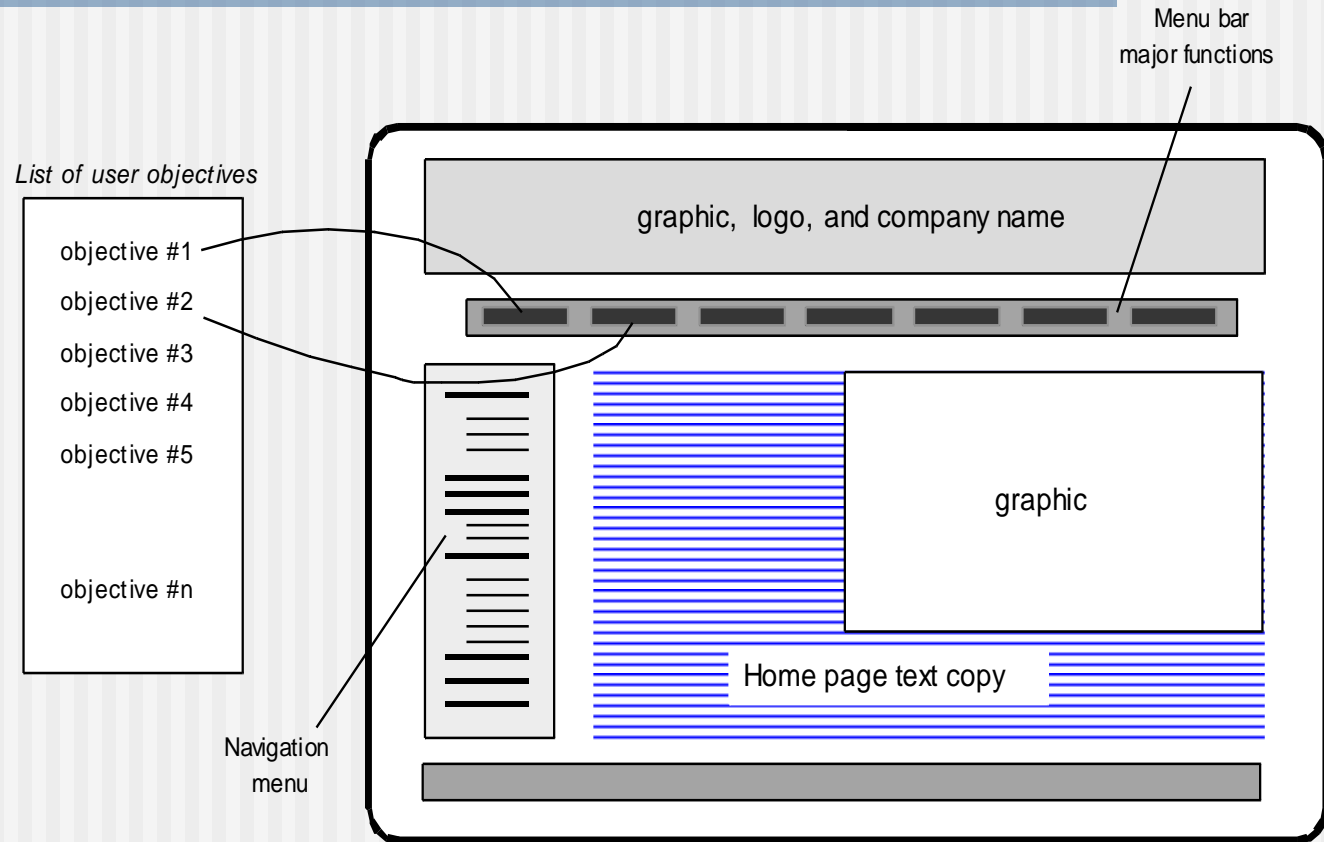 Menu bar
major functions
List of user objectives
graphic, logo, and company name
objective #1
objective #2
objective #3
objective #4
objective #5
graphic
objective #n
Home page text copy
Navigation
menu